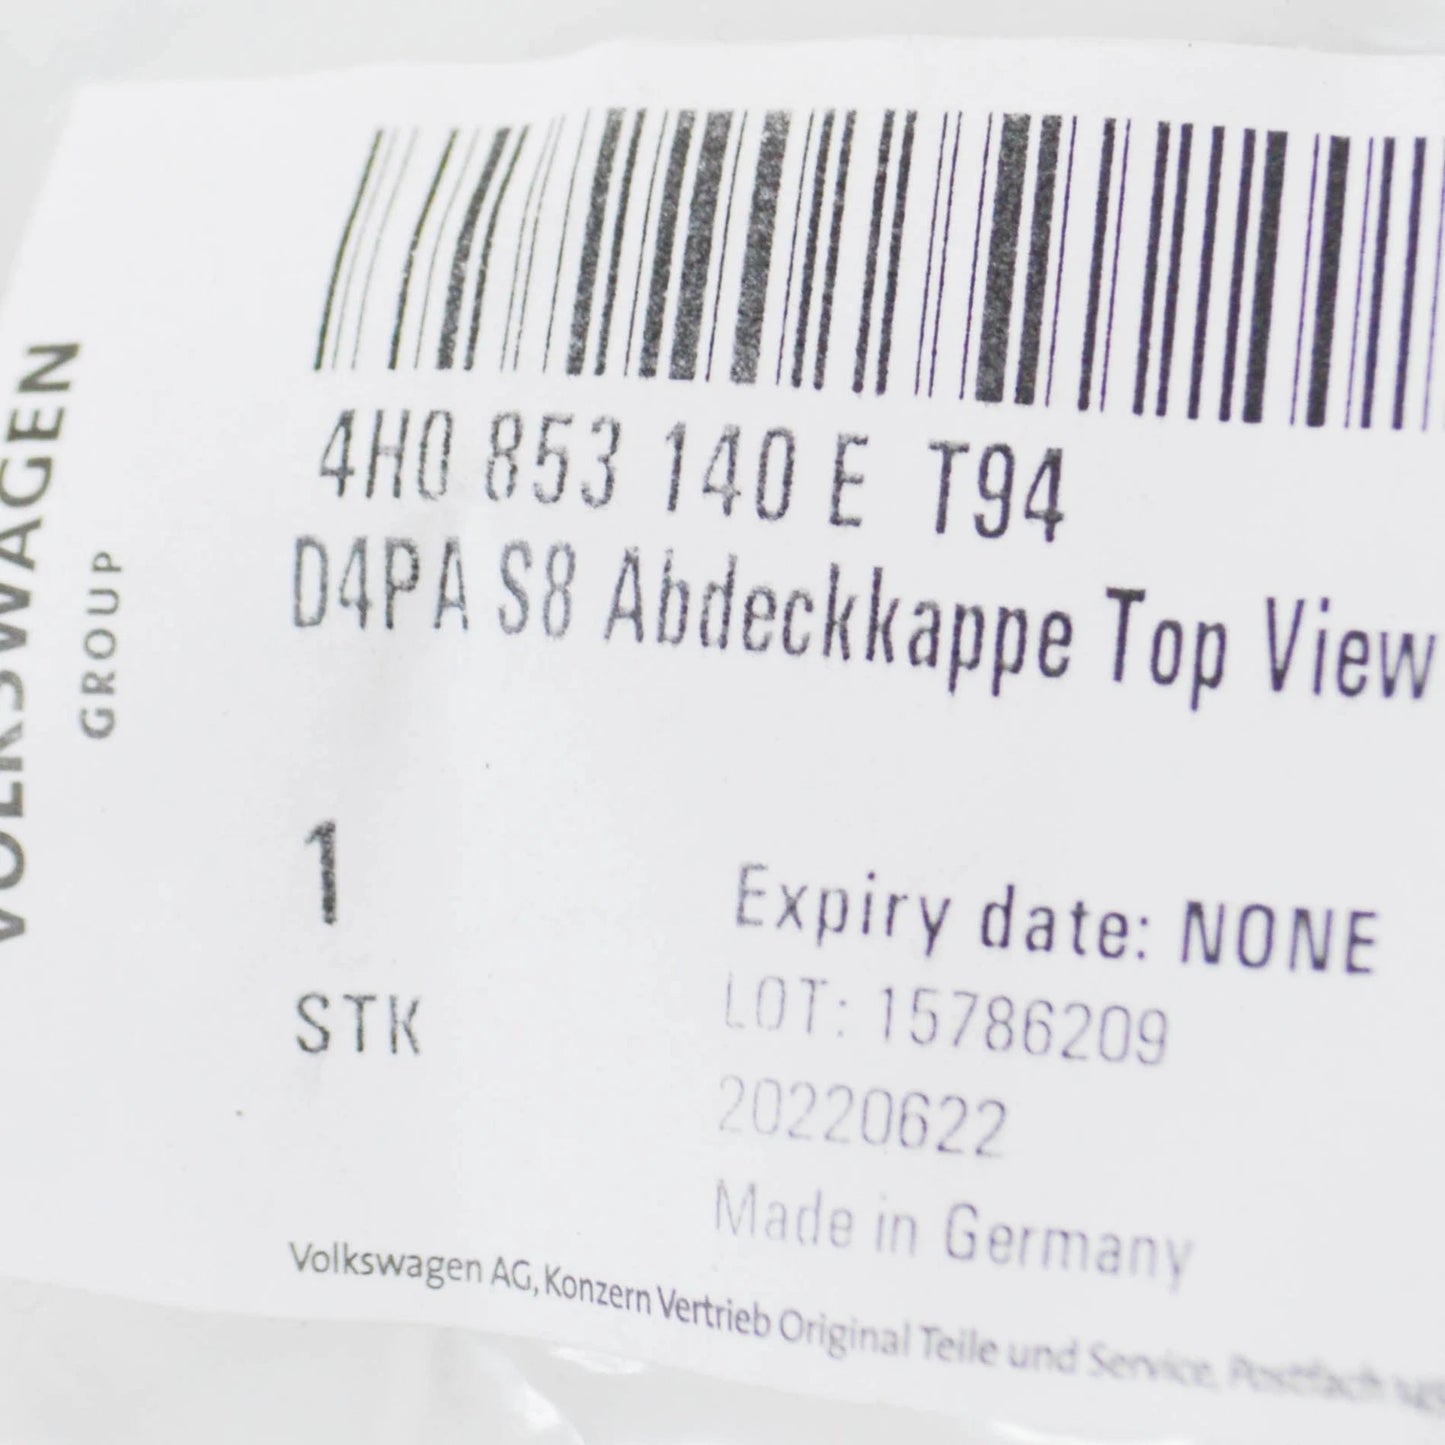 VOLKSWAGEN
GROUP
4H0 853 140 E T94
D4PA S8 Abdeckkappe Top View
1
STK
Expiry date: NONE
LOT: 15786209
20220622
Made in Germany
Volkswagen AG, Konzern Vertrieb Original Teile und Service, Postfach